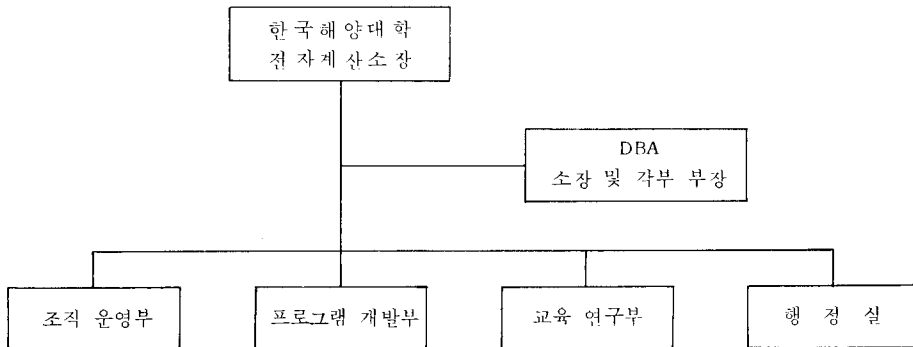 한국해양대학
전자계산소장
DBA
소장 및 각부 부장
조직 운영부
프로그램 개발부
교육 연구부
행 정 실